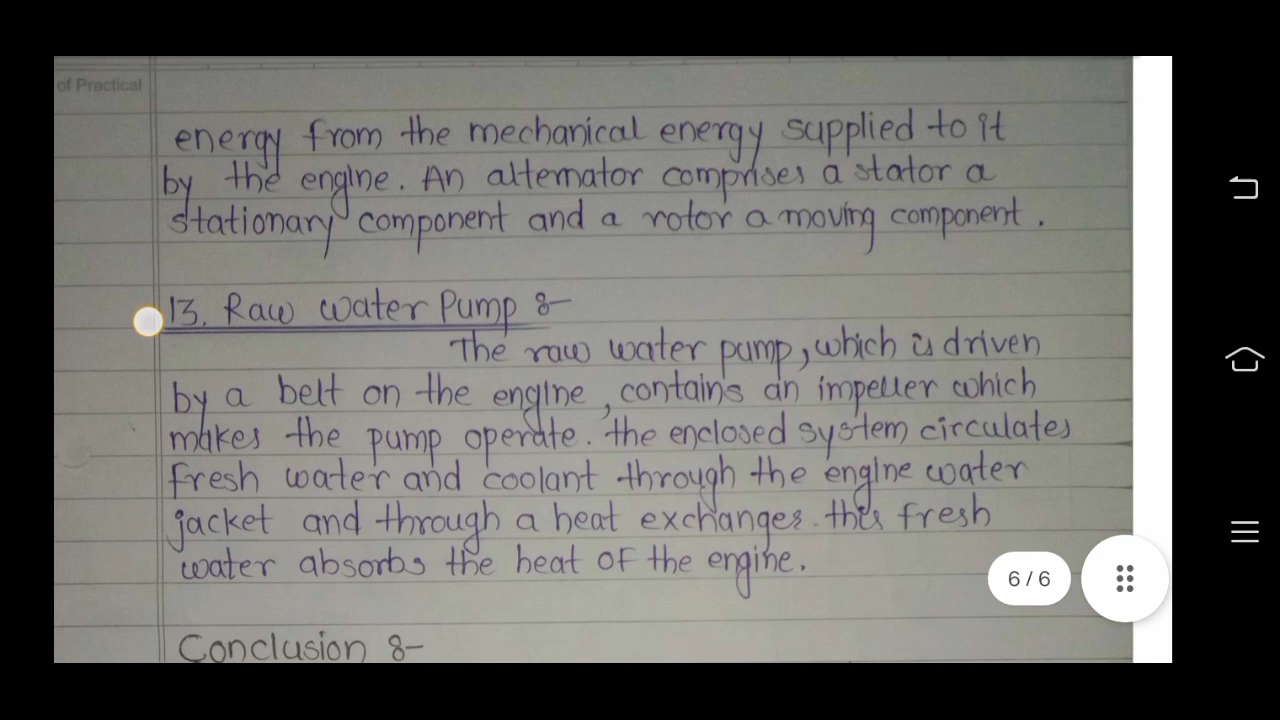 of Practical
energy from the mechanical energy supplied to it
by the engine. An alternator comprises a stator a
stationary component and a rotor a moving component.
13. Raw water Pump :-
The raw water pump, which is driven
by a belt on the engine, contains an impeller which
makes the pump operate. the enclosed system circulates
fresh water and coolant through the engine water
jacket and through a heat exchanger. this fresh
water absorbs the heat of the engine.
6 / 6
Conclusion :-